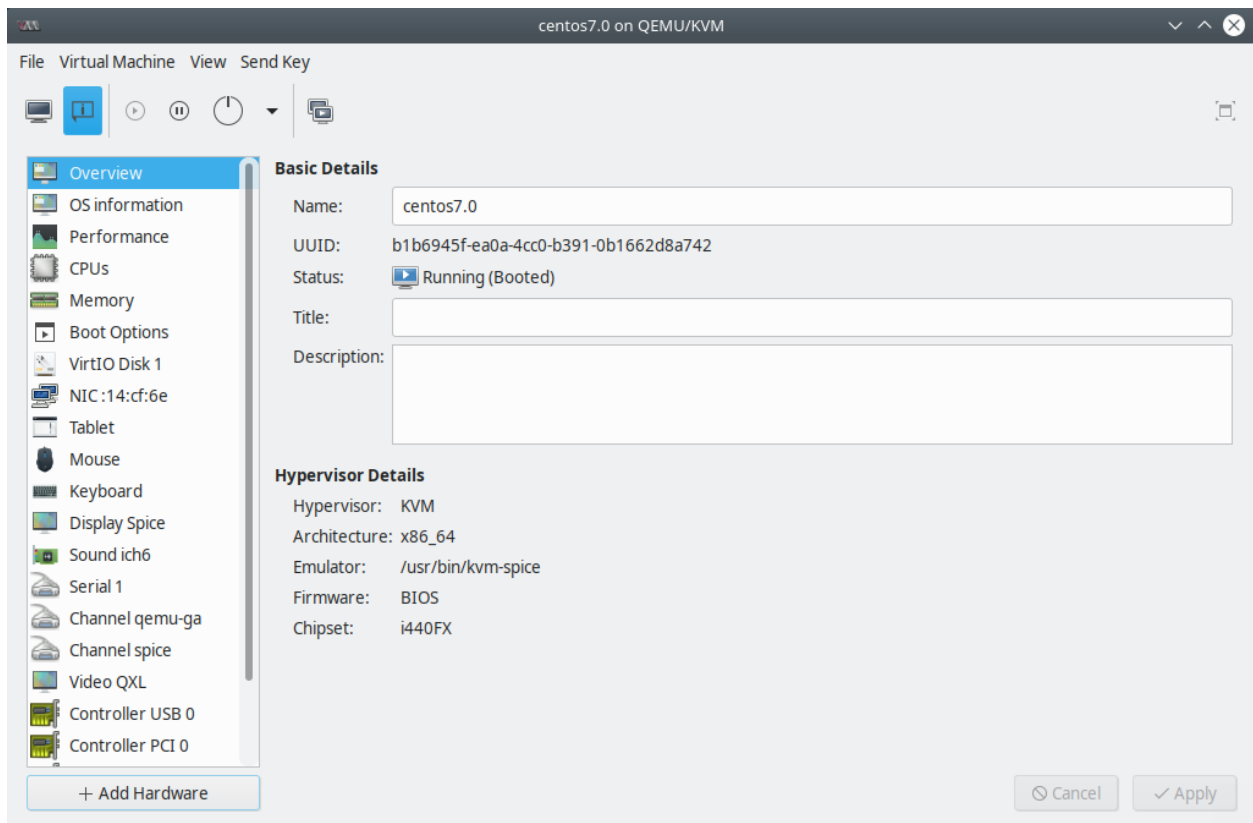 centos7.0 on QEMU/KVM
File Virtual Machine View Send Key
Overview
OS information
Performance
CPUs
Memory
Boot Options
VirtIO Disk 1
NIC :14:cf:6e
Tablet
Mouse
Keyboard
Display Spice
Sound ich6
Serial 1
Channel qemu-ga
Channel spice
Video QXL
Controller USB 0
Controller PCI 0
+ Add Hardware
Basic Details
Name: centos7.0
UUID: b1b6945f-ea0a-4cc0-b391-0b1662d8a742
Status: Running (Booted)
Title:
Description:
Hypervisor Details
Hypervisor: KVM
Architecture: x86_64
Emulator: /usr/bin/kvm-spice
Firmware: BIOS
Chipset: i440FX
Cancel Apply